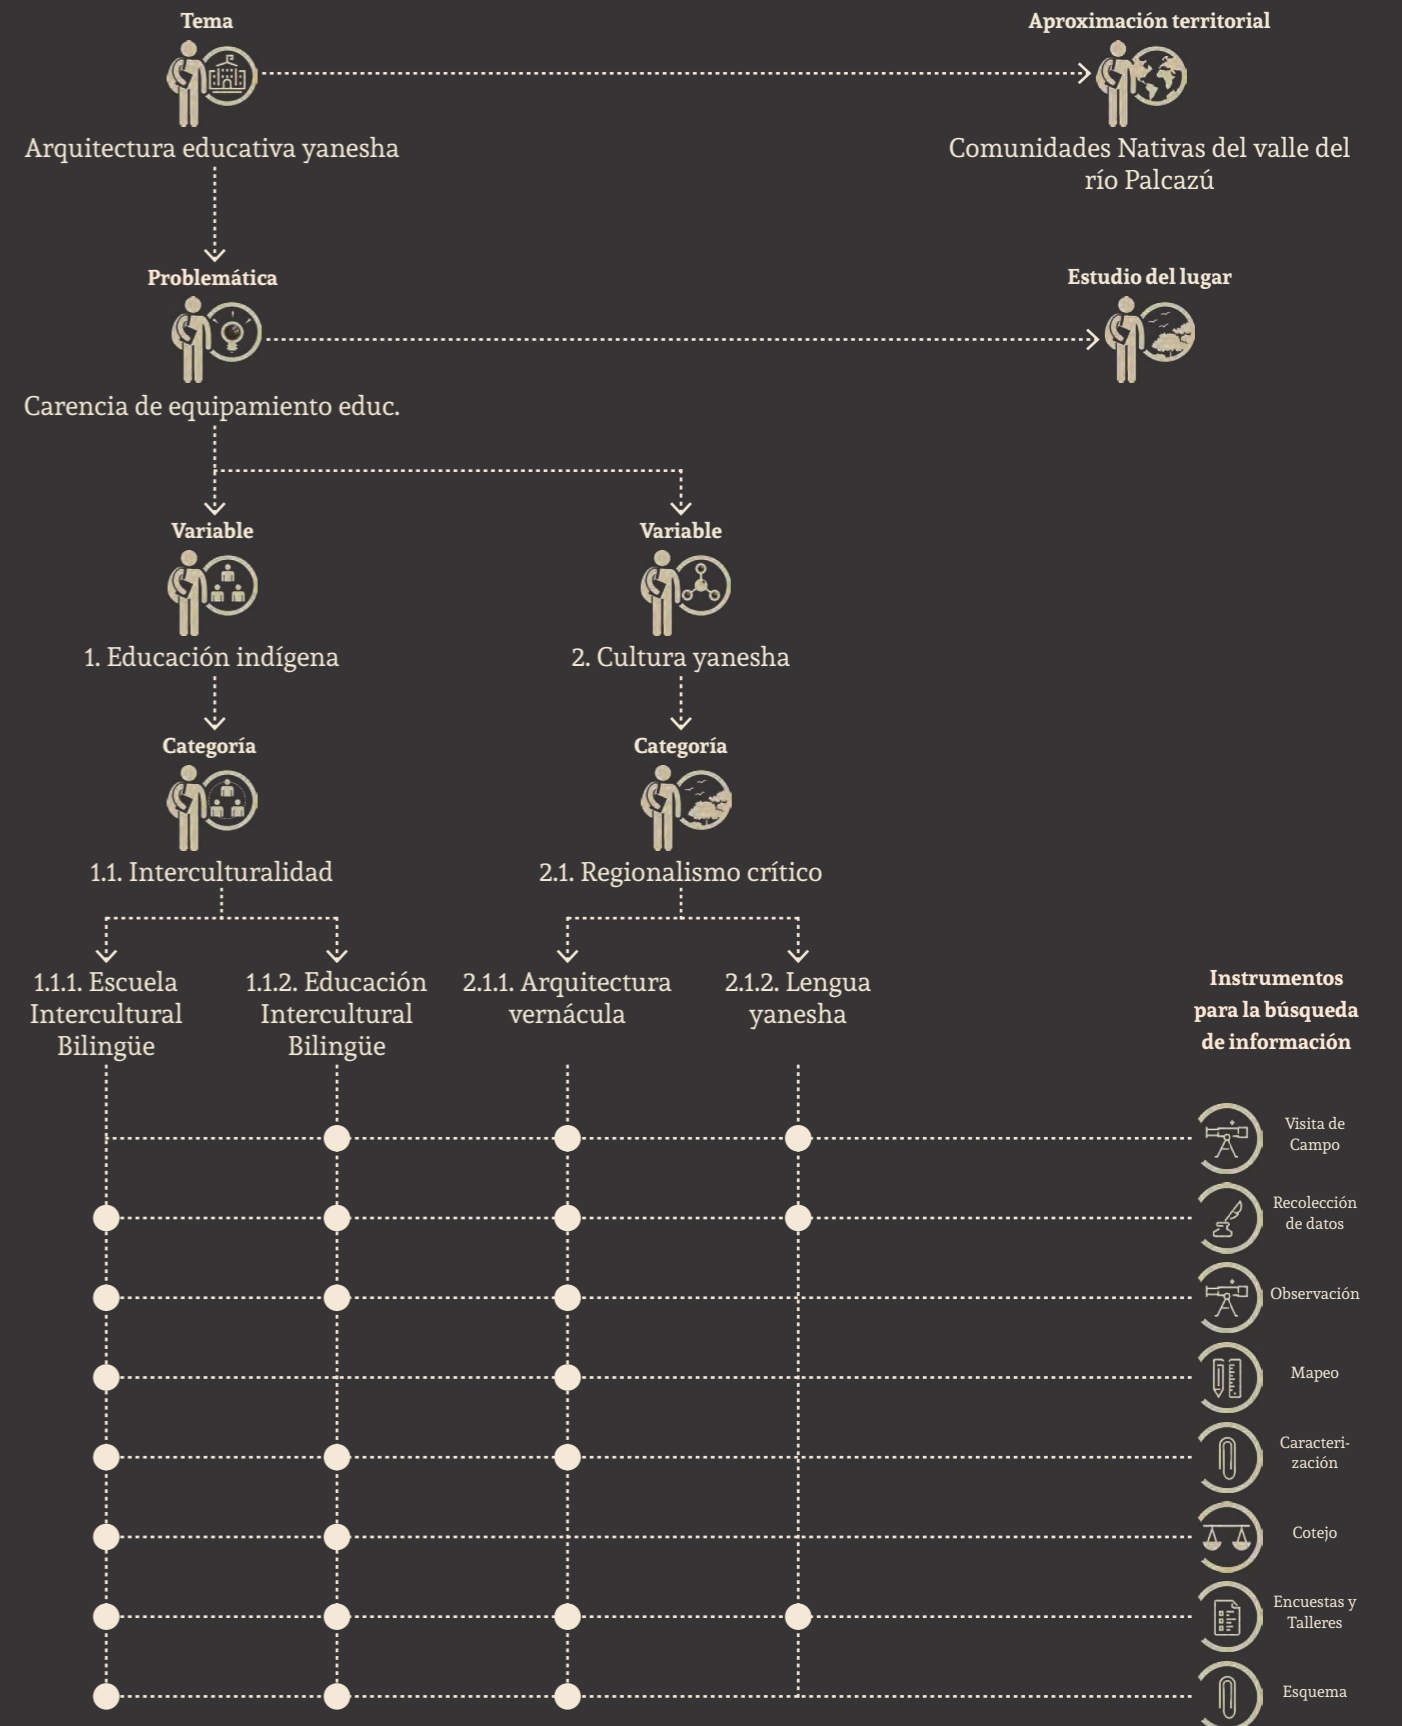 Tema
Aproximación territorial
Arquitectura educativa yanesha
Comunidades Nativas del valle del
río Palcazú
Problemática
Estudio del lugar
Carencia de equipamiento educ.
Variable
Variable
1. Educación indígena
2. Cultura yanesha
Categoría
Categoría
1.1. Interculturalidad
2.1. Regionalismo crítico
1.1.1. Escuela
Intercultural
Bilingüe
1.1.2. Educación
Intercultural
Bilingüe
2.1.1. Arquitectura
vernácula
2.1.2. Lengua
yanesha
Instrumentos
para la búsqueda
de información
Visita de
Campo
Recolección
de datos
Observación
Mapeo
Caracteri-
zación
Cotejo
Encuestas y
Talleres
Esquema